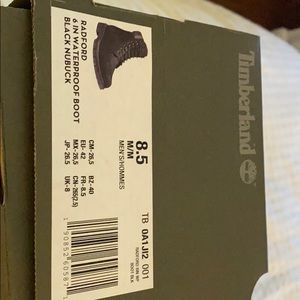 Timberland
RADFORD
6 IN WATERPROOF BOOT
BLACK NUBUCK
8.5
M/M
MEN'S/HOMMES
TB 0A1JI2 001
CM-26.5 BZ-40
EU-42 FR-8.5
MX-26.5 CN-265(2.5)
JP-26.5 UK-8